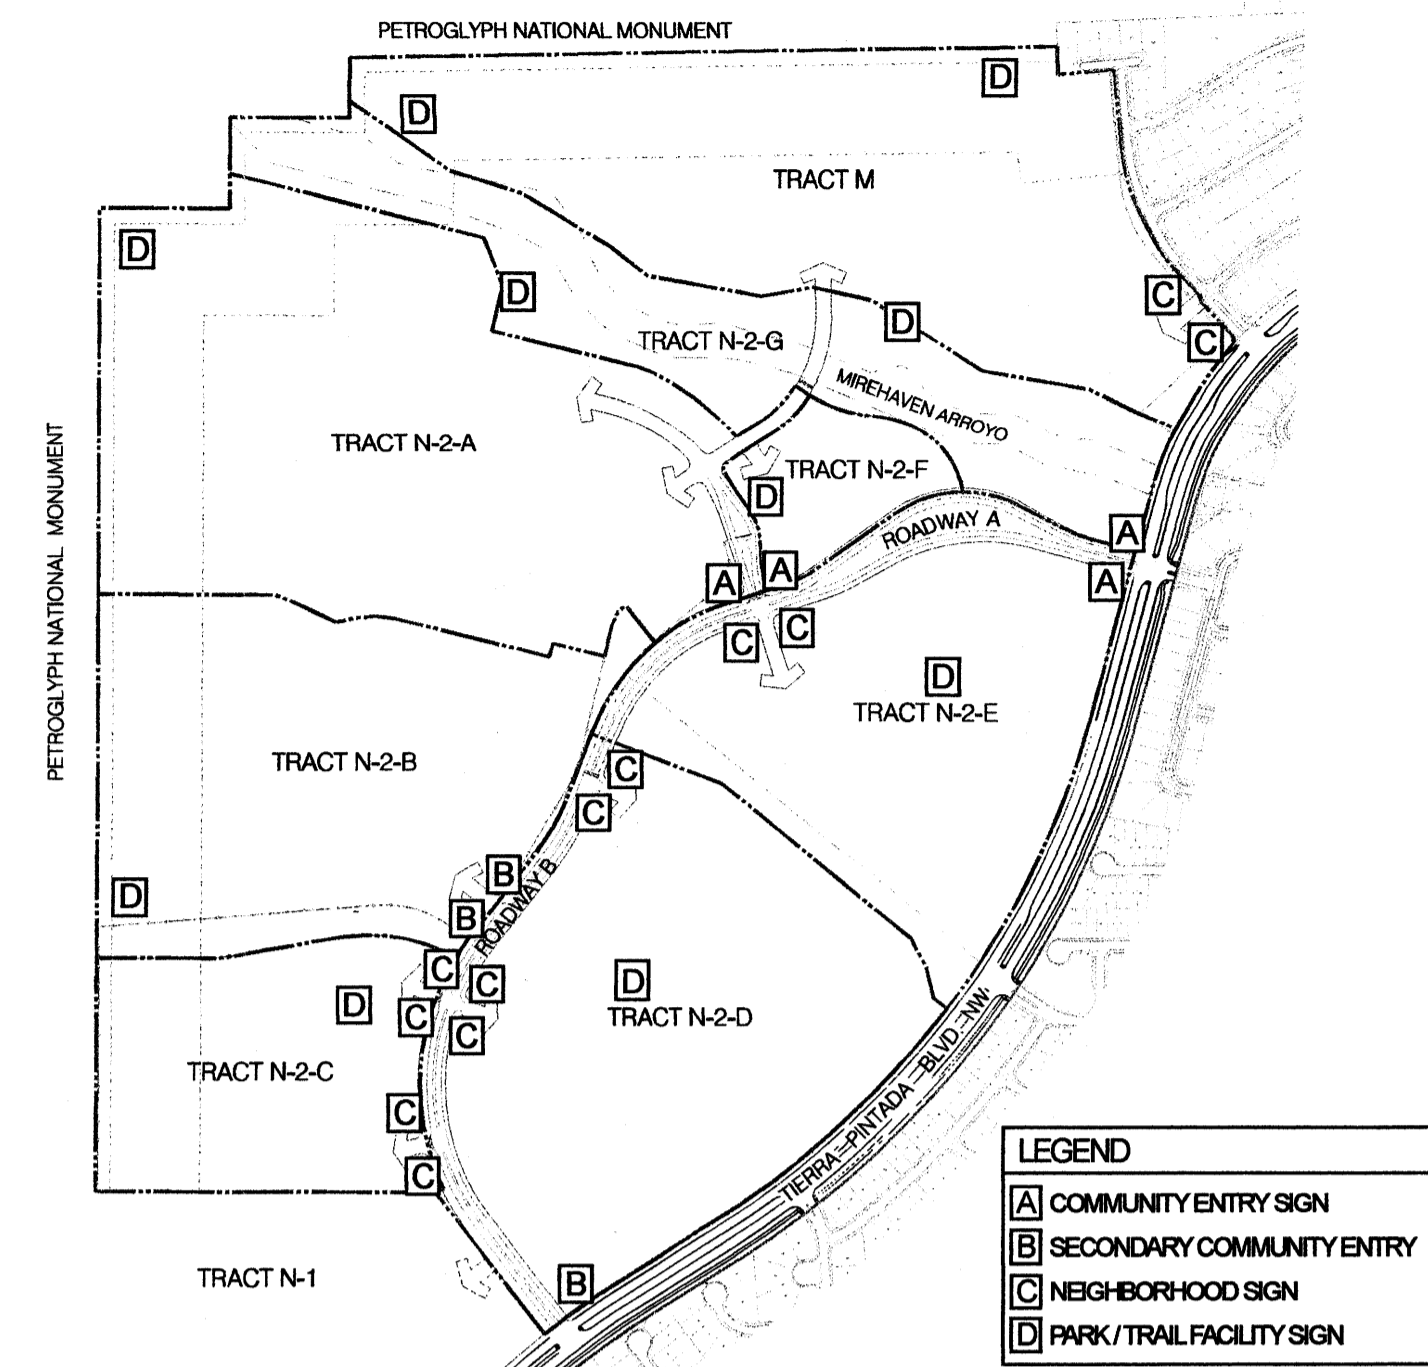 PETROGLYPH NATIONAL MONUMENT
D
D
TRACT M
D
C
D
D
TRACT N-2-G
C
MIREHAVEN ARROYO
TRACT N-2-A
TRACT N-2-F
D
ROADWAY A
A
A
A
A
C
C
D
TRACT N-2-E
PETROGLYPH NATIONAL MONUMENT
TRACT N-2-B
C
C
B
D
B
ROADWAY B
C
C
D
D
C
C
TRACT N-2-D
TRACT N-2-C
C
C
TIERRA PINTADA BLVD. NW.
TRACT N-1
B
LEGEND
A COMMUNITY ENTRY SIGN
B SECONDARY COMMUNITY ENTRY
C NEIGHBORHOOD SIGN
D PARK / TRAIL FACILITY SIGN